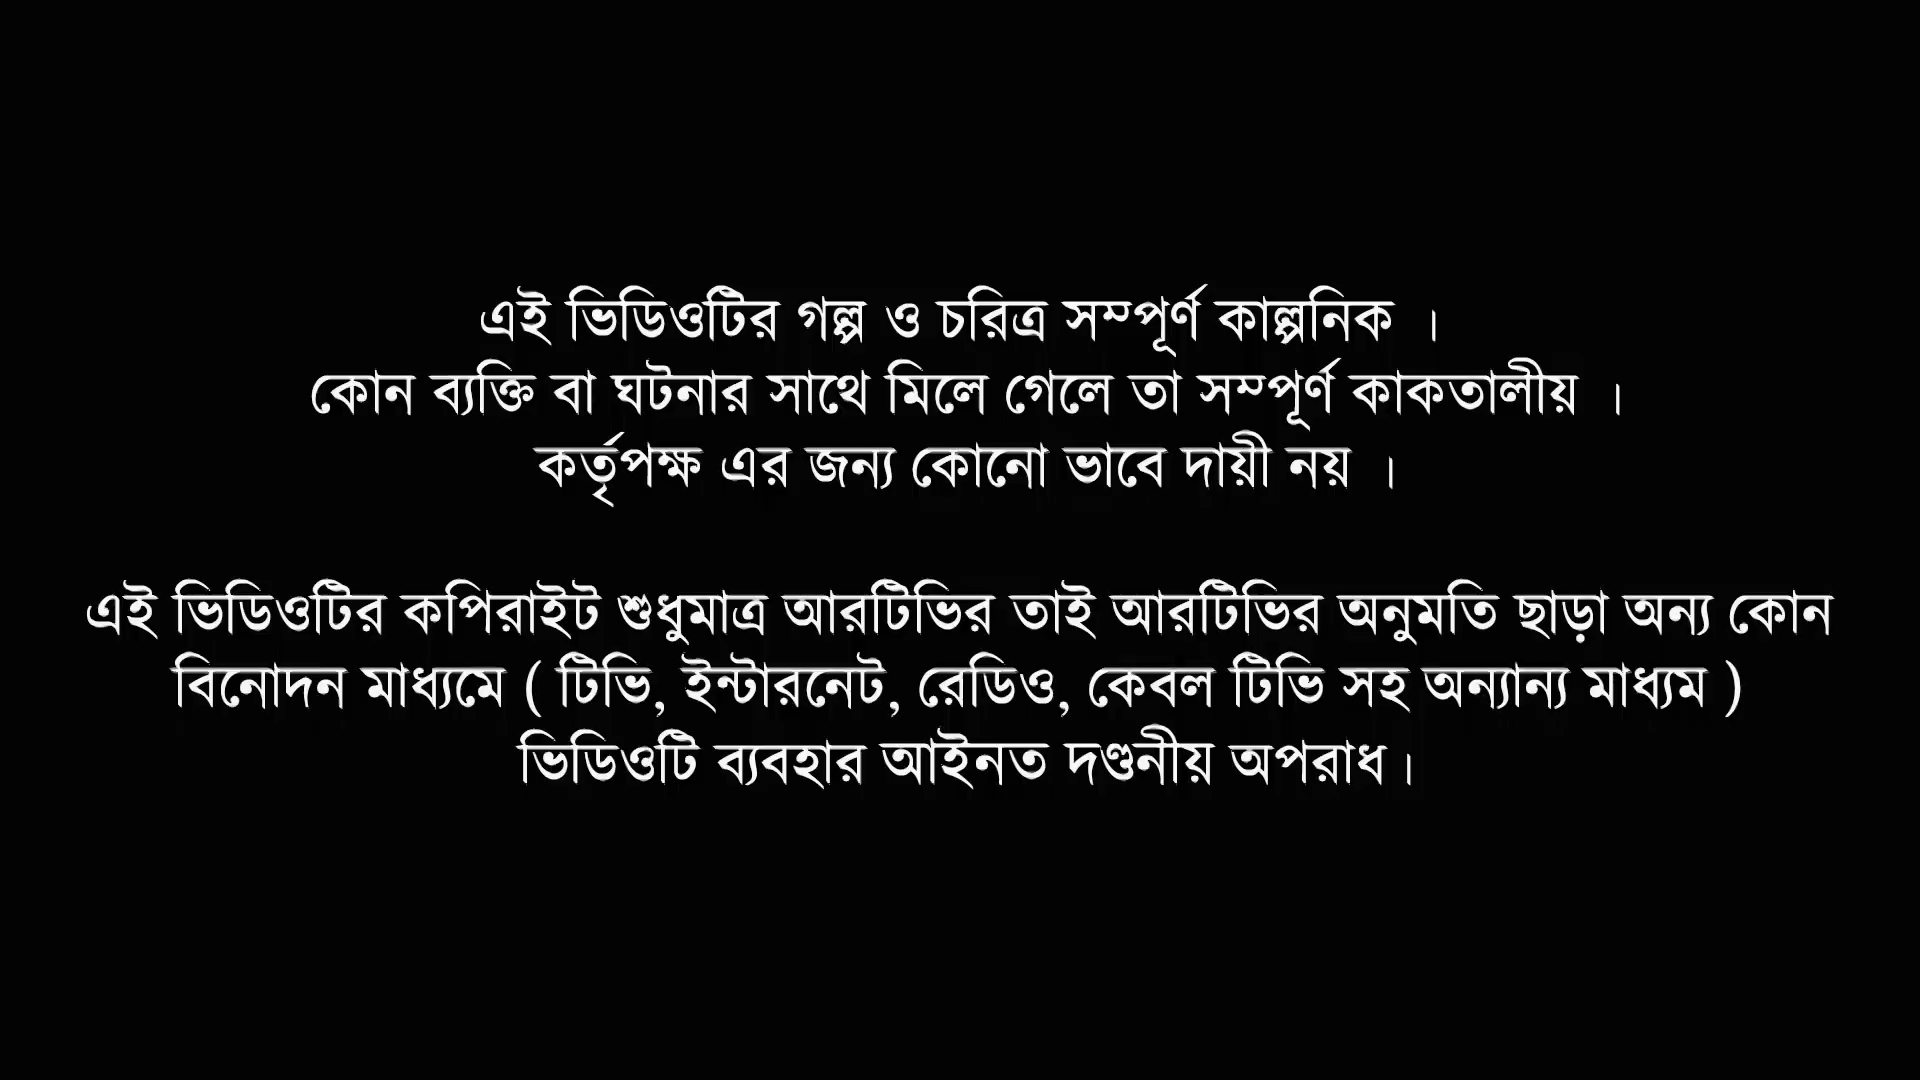 এই ভিডিওটির গল্প ও চরিত্র সম্পূর্ণ কাল্পনিক ।
কোন ব্যক্তি বা ঘটনার সাথে মিলে গেলে তা সম্পূর্ণ কাকতালীয় ।
কর্তৃপক্ষ এর জন্য কোনো ভাবে দায়ী নয় ।
এই ভিডিওটির কপিরাইট শুধুমাত্র আরটিভির তাই আরটিভির অনুমতি ছাড়া অন্য কোন
বিনোদন মাধ্যমে ( টিভি, ইন্টারনেট, রেডিও, কেবল টিভি সহ অন্যান্য মাধ্যম )
ভিডিওটি ব্যবহার আইনত দণ্ডনীয় অপরাধ।